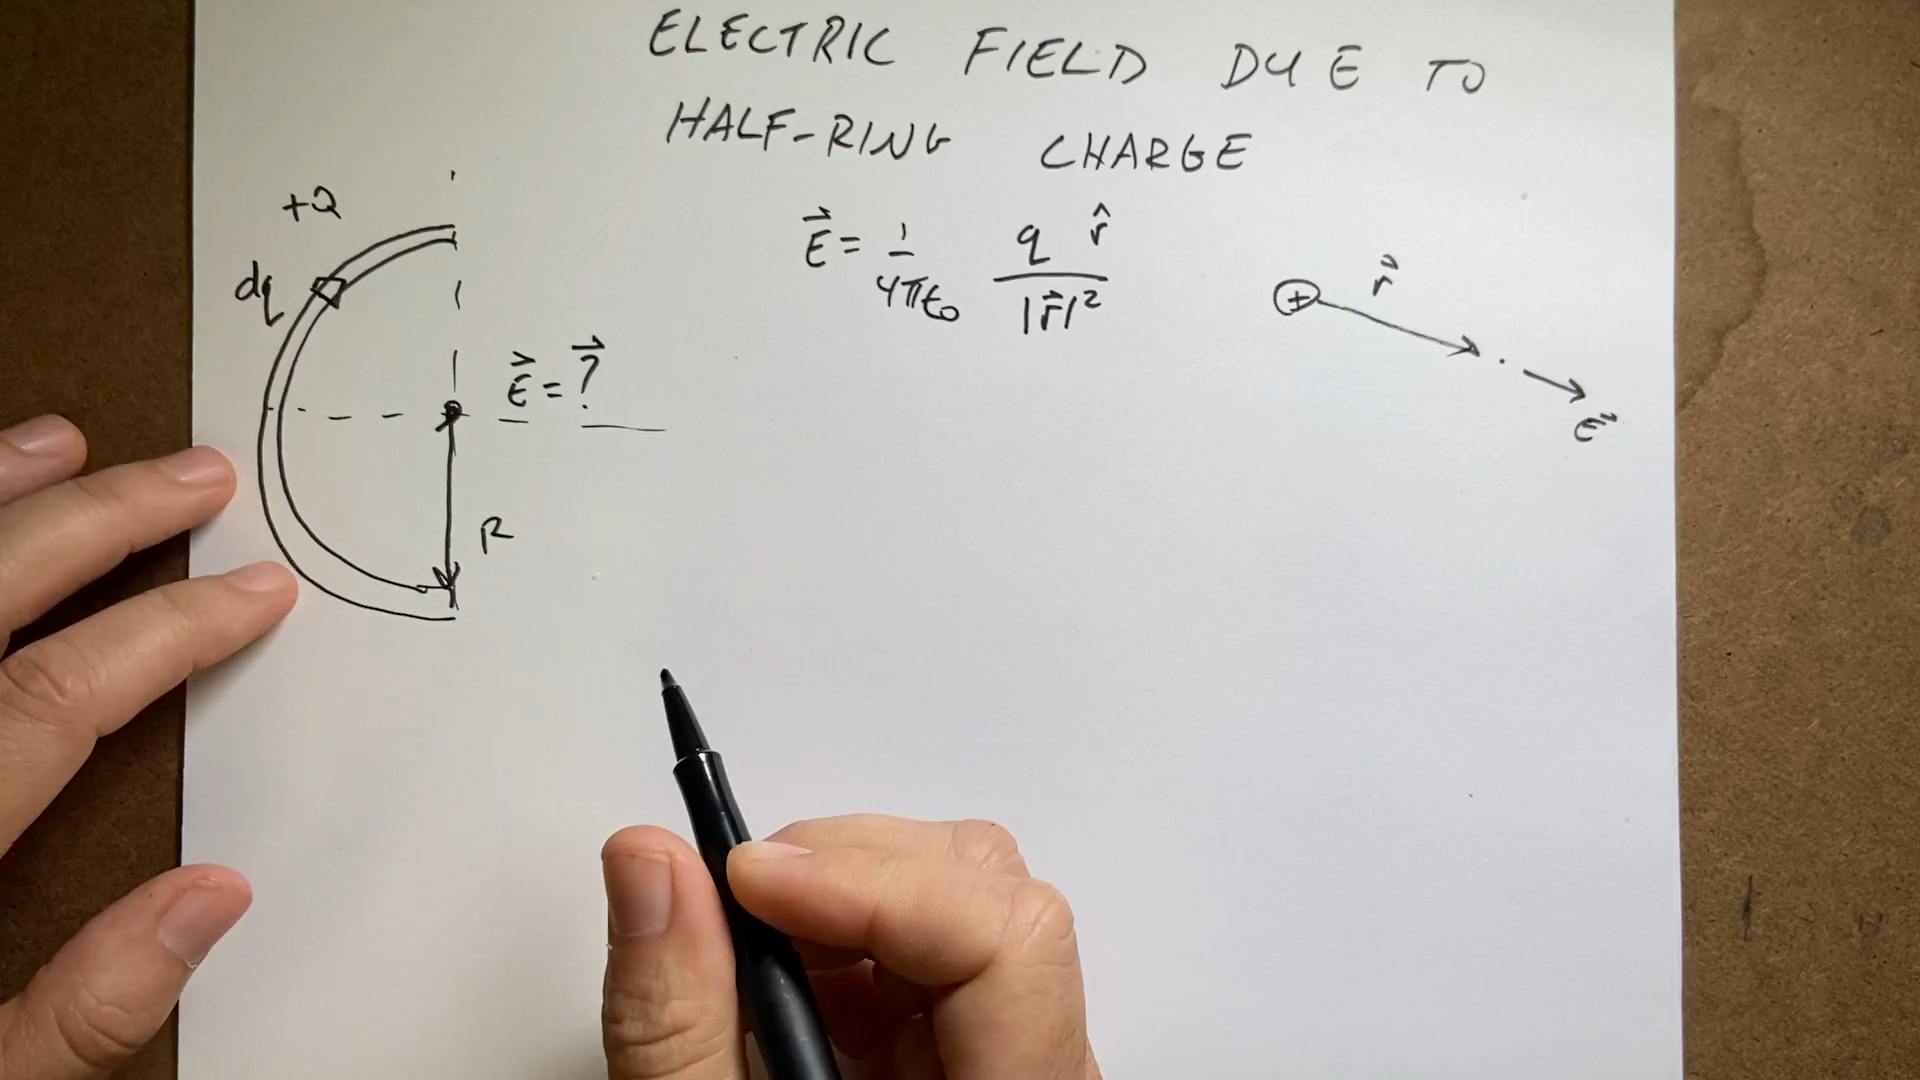 ELECTRIC FIELD DUE TO
HALF-RING CHARGE
+Q
dq
E⃗ = ?⃗
R
E⃗ = 1/4πε₀ q r̂/|r⃗|²
+
r⃗
E⃗